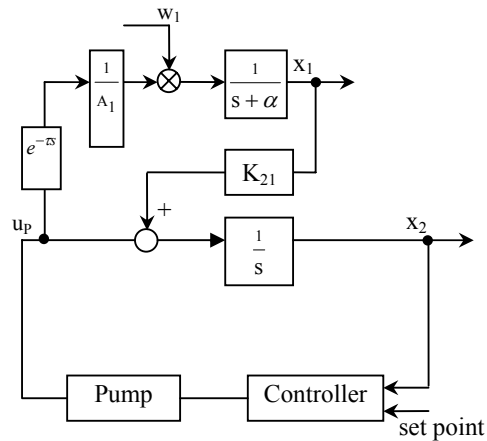 w₁
1
A₁
1
s + α
x₁
e^{-τs}
K₂₁
+
u_P
1
s
x₂
Pump
Controller
set point